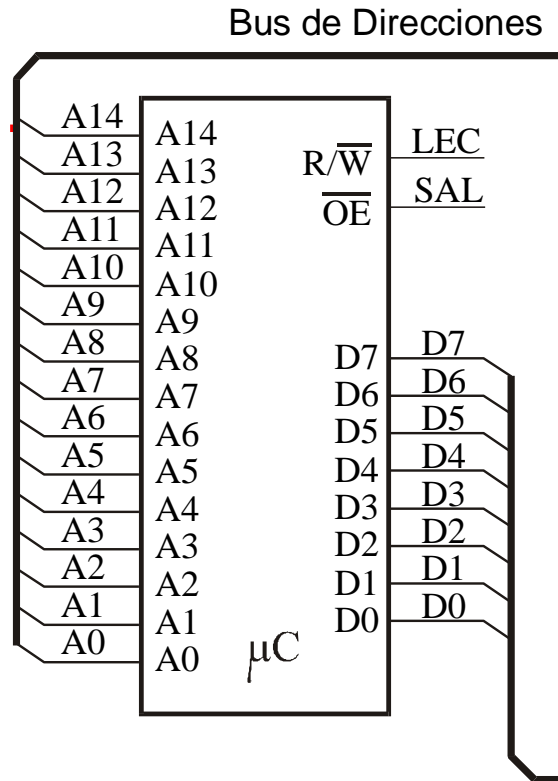 Bus de Direcciones
A14
A13
A12
A11
A10
A9
A8
A7
A6
A5
A4
A3
A2
A1
A0
A14
A13
A12
A11
A10
A9
A8
A7
A6
A5
A4
A3
A2
A1
A0
R/W̅
O̅E̅
D7
D6
D5
D4
D3
D2
D1
D0
μC
LEC
SAL
D7
D6
D5
D4
D3
D2
D1
D0